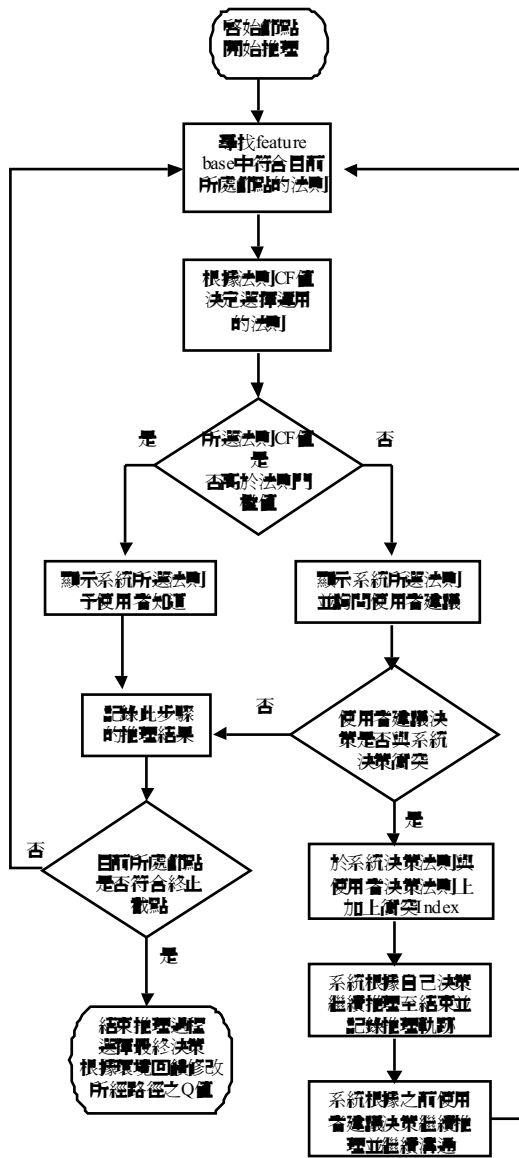 啓始節點
開始推理
尋找feature
base中符合目前
所處節點的法則
根據法則CF值
決定選擇運用
的法則
是
所選法則CF值
是
否高於法則門
檻值
否
顯示系統所選法則
予使用者知道
顯示系統所選法則
並詢問使用者建議
記錄此步驟
的推理結果
否
使用者建議決
策是否與系統
決策衝突
否
目前所處節點
是否符合終止
截點
是
是
於系統決策法則與
使用者決策法則上
加上衝突Index
結束推理過程
選擇最終決策
根據環境回饋修改
所經路徑之Q值
系統根據自己決策
繼續推理至結束並
記錄推理軌跡
系統根據之前使用
者建議決策繼續推
理並繼續溝通